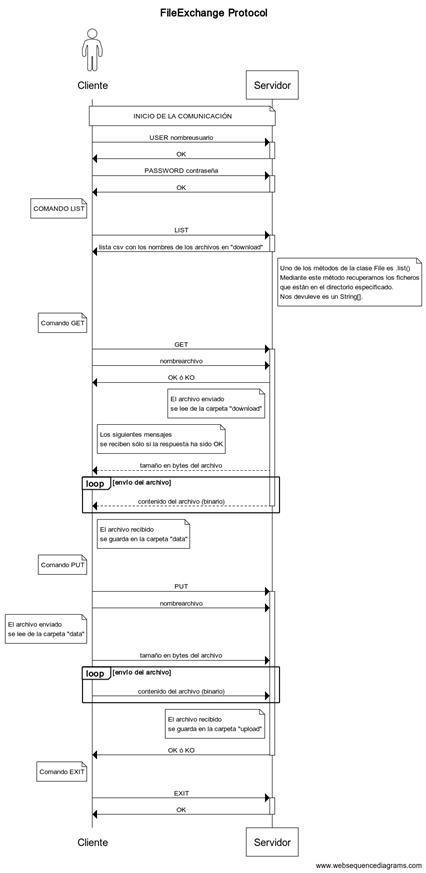 FileExchange Protocol
Cliente
Servidor
INICIO DE LA COMUNICACIÓN
USER nombreusuario
OK
PASSWORD contraseña
OK
COMANDO LIST
LIST
lista csv con los nombres de los archivos en "download"
Uno de los métodos de la clase File es .list()
Mediante este método recuperamos los ficheros
que están en el directorio especificado.
Nos devuleve es un String[].
Comando GET
GET
nombrearchivo
OK ó KO
El archivo enviado
se lee de la carpeta "download"
Los siguientes mensajes
se reciben sólo si la respuesta ha sido OK
tamaño en bytes del archivo
loop [envío del archivo]
contenido del archivo (binario)
El archivo recibido
se guarda en la carpeta "data"
Comando PUT
PUT
nombrearchivo
El archivo enviado
se lee de la carpeta "data"
tamaño en bytes del archivo
loop [envío del archivo]
contenido del archivo (binario)
El archivo recibido
se guarda en la carpeta "upload"
OK ó KO
Comando EXIT
EXIT
OK
Cliente
Servidor
www.websequencediagrams.com